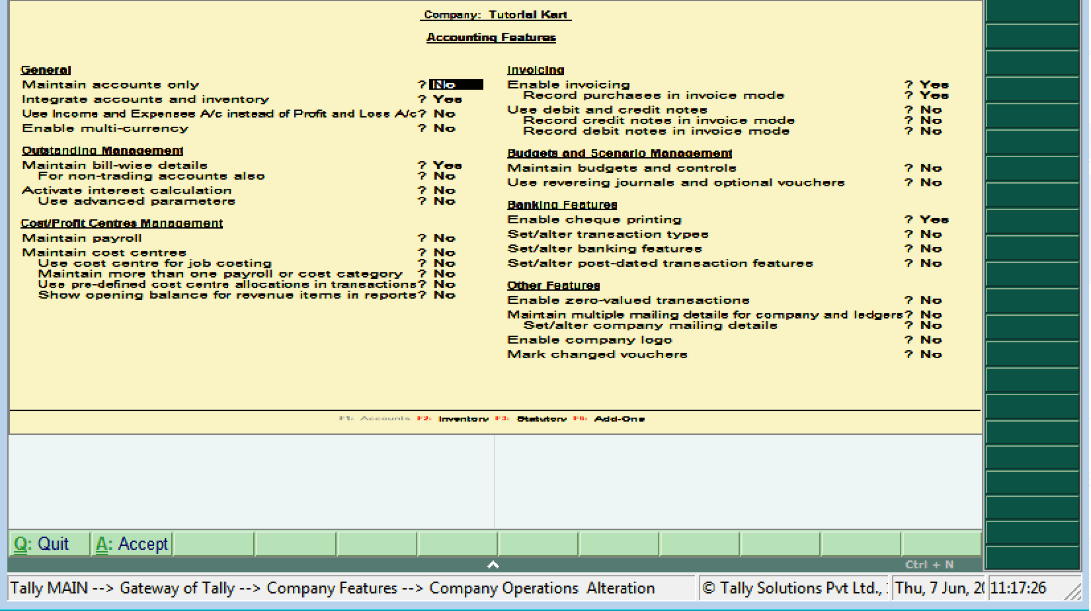 Company: Tutorial Kart
Accounting Features
General
Maintain accounts only ? No
Integrate accounts and inventory ? Yes
Use Income and Expenses A/c instead of Profit and Loss A/c? No
Enable multi-currency ? No
Outstanding Management
Maintain bill-wise details ? Yes
For non-trading accounts also ? No
Activate interest calculation ? No
Use advanced parameters ? No
Cost/Profit Centres Management
Maintain payroll ? No
Maintain cost centres ? No
Use cost centre for job costing ? No
Maintain more than one payroll or cost category ? No
Use pre-defined cost centre allocations in transactions? No
Show opening balance for revenue items in reports? No
Invoicing
Enable invoicing ? Yes
Record purchases in invoice mode ? Yes
Use debit and credit notes ? No
Record credit notes in invoice mode ? No
Record debit notes in invoice mode ? No
Budgets and Scenario Management
Maintain budgets and controls ? No
Use reversing journals and optional vouchers ? No
Banking Features
Enable cheque printing ? Yes
Set/alter transaction types ? No
Set/alter banking features ? No
Set/alter post-dated transaction features ? No
Other Features
Enable zero-valued transactions ? No
Maintain multiple mailing details for company and ledgers? No
Set/alter company mailing details ? No
Enable company logo ? No
Mark changed vouchers ? No
F1: Accounts F2: Inventory F3: Statutory F6: Add-Ons
Q: Quit A: Accept
Ctrl + N
Tally MAIN --> Gateway of Tally --> Company Features --> Company Operations Alteration © Tally Solutions Pvt Ltd., Thu, 7 Jun, 11:17:26